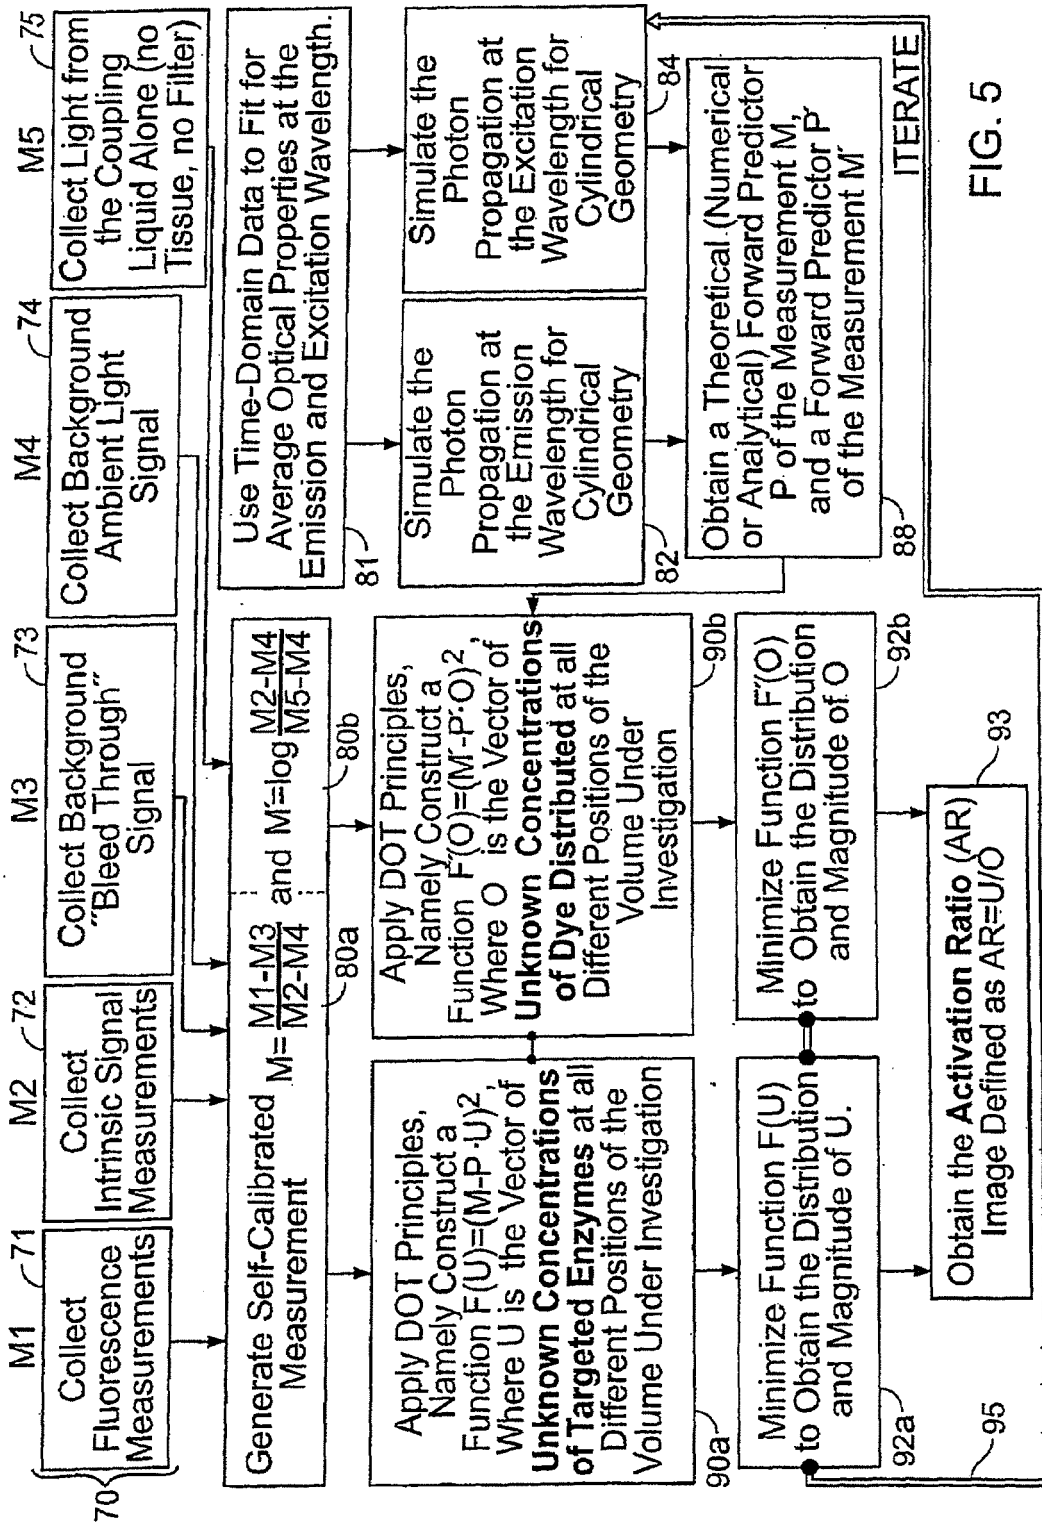 M1
71
M2
72
M3
73
M4
74
M5
75
70
Collect
Fluorescence
Measurements
Collect
Intrinsic Signal
Measurements
Collect Background
˝Bleed Through˝
Signal
Collect Background
Ambient Light
Signal
Collect Light from
the Coupling
Liquid Alone (no
Tissue, no Filter)
Generate Self-Calibrated
Measurement
M= M1-M3
M2-M4
and M´=log M2-M4
M5-M4
80a
80b
Use Time-Domain Data to Fit for
Average Optical Properties at the
Emission and Excitation Wavelength.
81
Simulate the
Photon
Propagation at
the Emission
Wavelength for
Cylindrical
Geometry
82
Simulate the
Photon
Propagation at
the Excitation
Wavelength for
Cylindrical
Geometry
84
Obtain a Theoretical (Numerical
or Analytical) Forward Predictor
P of the Measurement M,
and a Forward Predictor P´
of the Measurement M´
88
ITERATE
Apply DOT Principles,
Namely Construct a
Function F(U)=(M-P·U)2,
Where U is the Vector of
Unknown Concentrations
of Targeted Enzymes at all
Different Positions of the
Volume Under Investigation
90a
Apply DOT Principles,
Namely Construct a
Function F´(O)=(M´-P´·O)2,
Where O is the Vector of
Unknown Concentrations
of Dye Distributed at all
Different Positions of the
Volume Under
Investigation
90b
Minimize Function F(U)
to Obtain the Distribution
and Magnitude of U.
92a
Minimize Function F´(O)
to Obtain the Distribution
and Magnitude of O
92b
Obtain the Activation Ratio (AR)
Image Defined as AR=U/O
93
95
FIG. 5